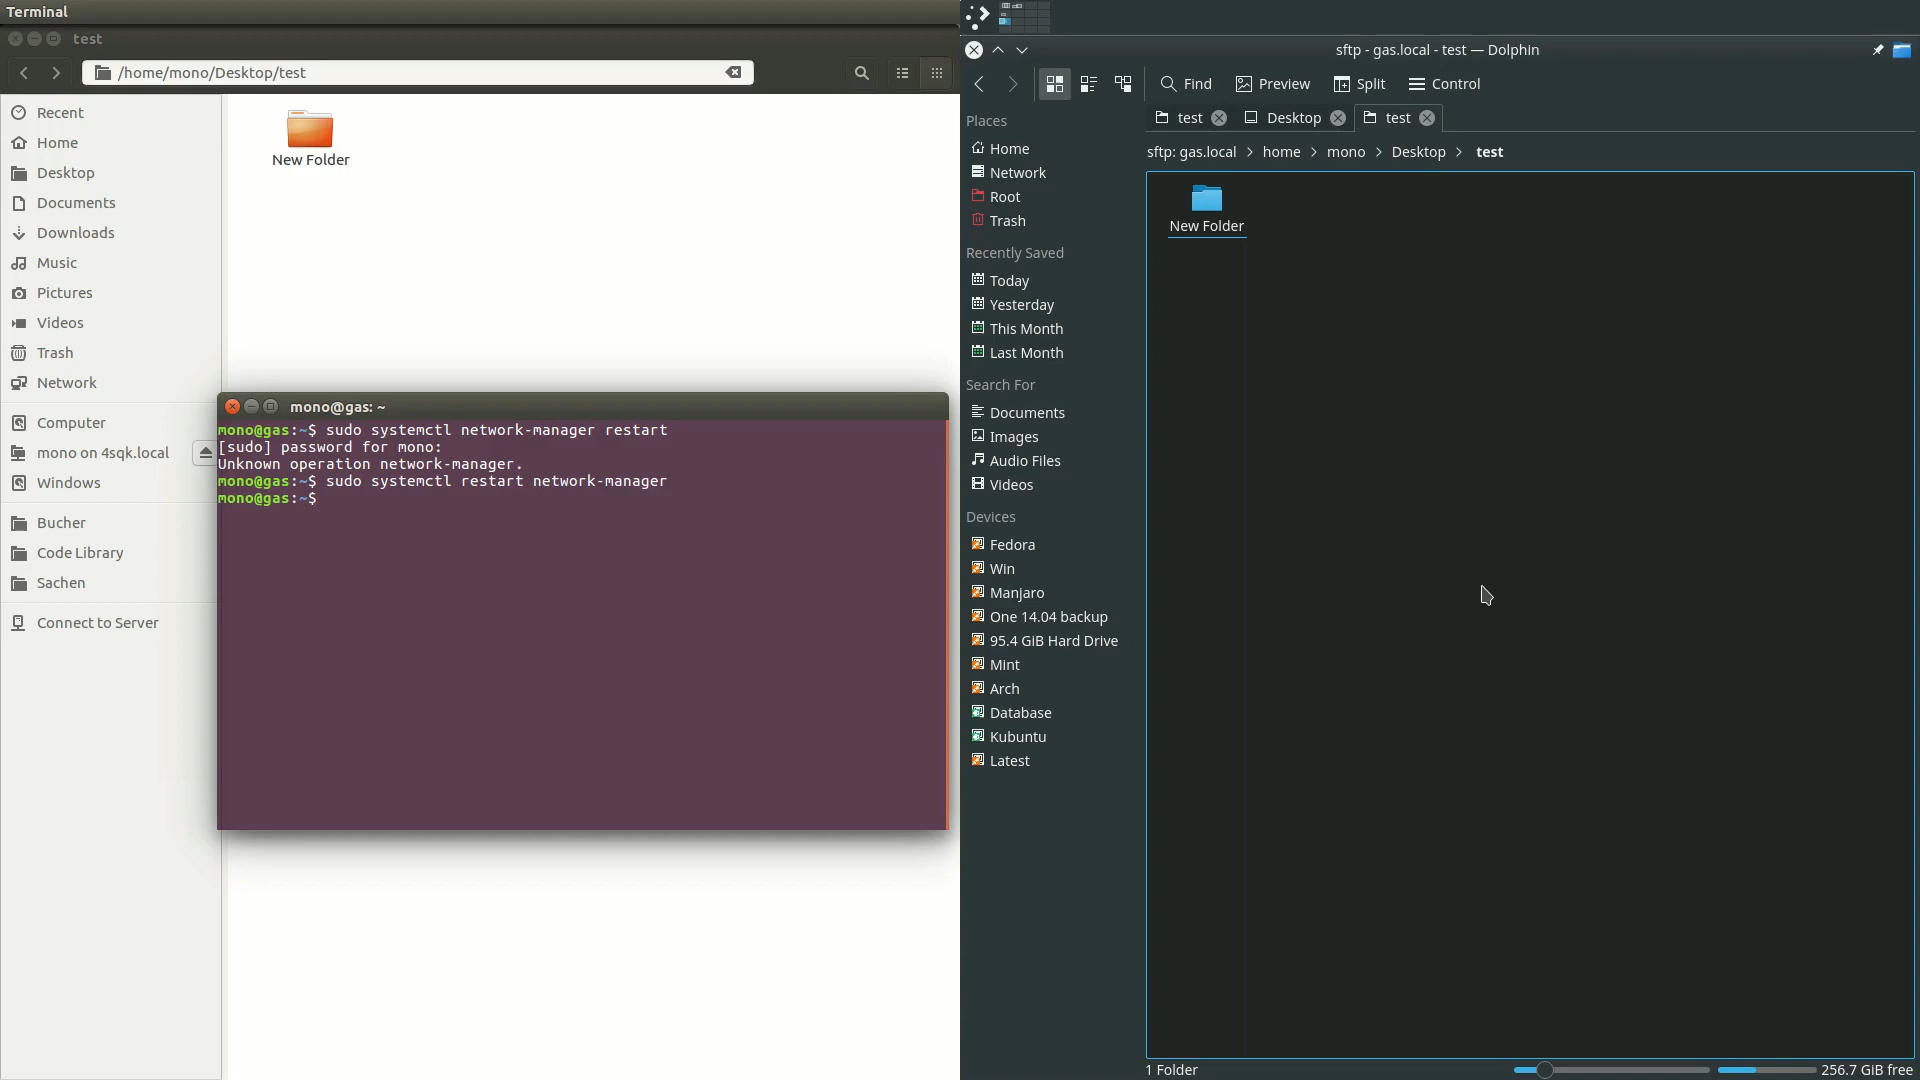 Terminal
test
/home/mono/Desktop/test
Recent
Home
Desktop
Documents
Downloads
Music
Pictures
Videos
Trash
Network
Computer
mono on 4sqk.local
Windows
Bucher
Code Library
Sachen
Connect to Server
New Folder
mono@gas: ~
mono@gas:~$ sudo systemctl network-manager restart
[sudo] password for mono:
Unknown operation network-manager.
mono@gas:~$ sudo systemctl restart network-manager
mono@gas:~$
sftp - gas.local - test — Dolphin
Find Preview Split Control
Places
Home
Network
Root
Trash
Recently Saved
Today
Yesterday
This Month
Last Month
Search For
Documents
Images
Audio Files
Videos
Devices
Fedora
Win
Manjaro
One 14.04 backup
95.4 GiB Hard Drive
Mint
Arch
Database
Kubuntu
Latest
test Desktop test
sftp: gas.local > home > mono > Desktop > test
New Folder
1 Folder 256.7 GiB free